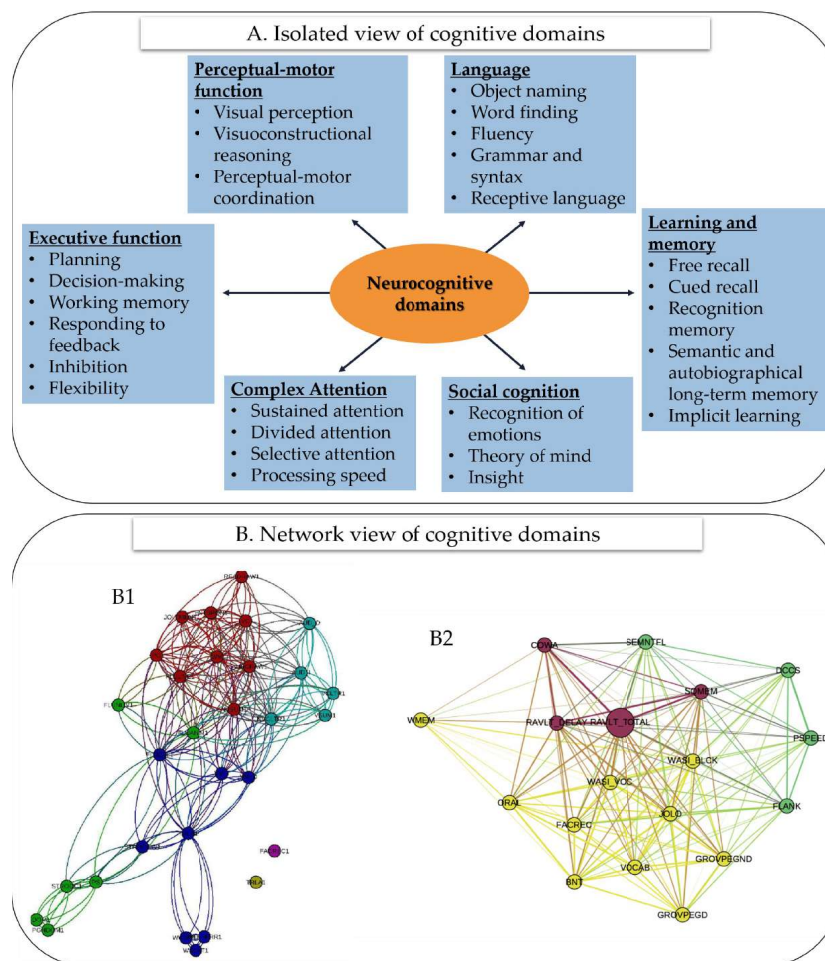 A. Isolated view of cognitive domains
Perceptual-motor
function
• Visual perception
• Visuoconstructional
reasoning
• Perceptual-motor
coordination
Language
• Object naming
• Word finding
• Fluency
• Grammar and
syntax
• Receptive language
Executive function
• Planning
• Decision-making
• Working memory
• Responding to
feedback
• Inhibition
• Flexibility
Neurocognitive
domains
Learning and
memory
• Free recall
• Cued recall
• Recognition
memory
• Semantic and
autobiographical
long-term memory
• Implicit learning
Complex Attention
• Sustained attention
• Divided attention
• Selective attention
• Processing speed
Social cognition
• Recognition of
emotions
• Theory of mind
• Insight
B. Network view of cognitive domains
B1
B2
COWA
SEMNTFL
DCCS
SOMEM
WMEM
RAVLT_DELAY
RAVLT_TOTAL
PSPEED
WASI_BLCK
WASI_VOC
ORAL
FLANK
JOLO
FACREC
GROVPEGND
VOCAB
BNT
GROVPEGD